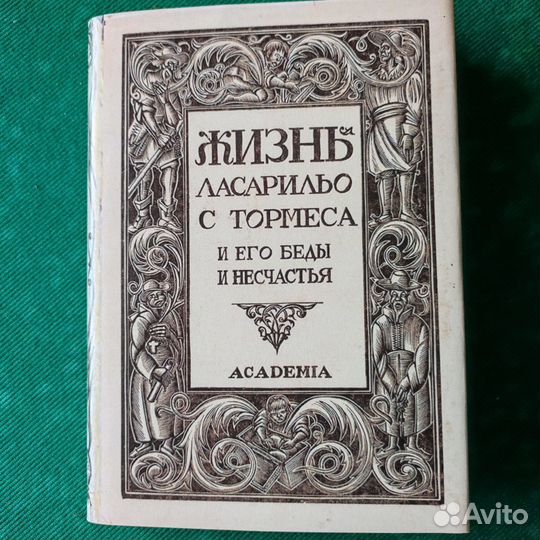 ЖИЗНЬ
ЛАСАРИЛЬО
С ТОРМЕСА
И ЕГО БЕДЫ
И НЕСЧАСТЬЯ
ACADEMIA
Avito